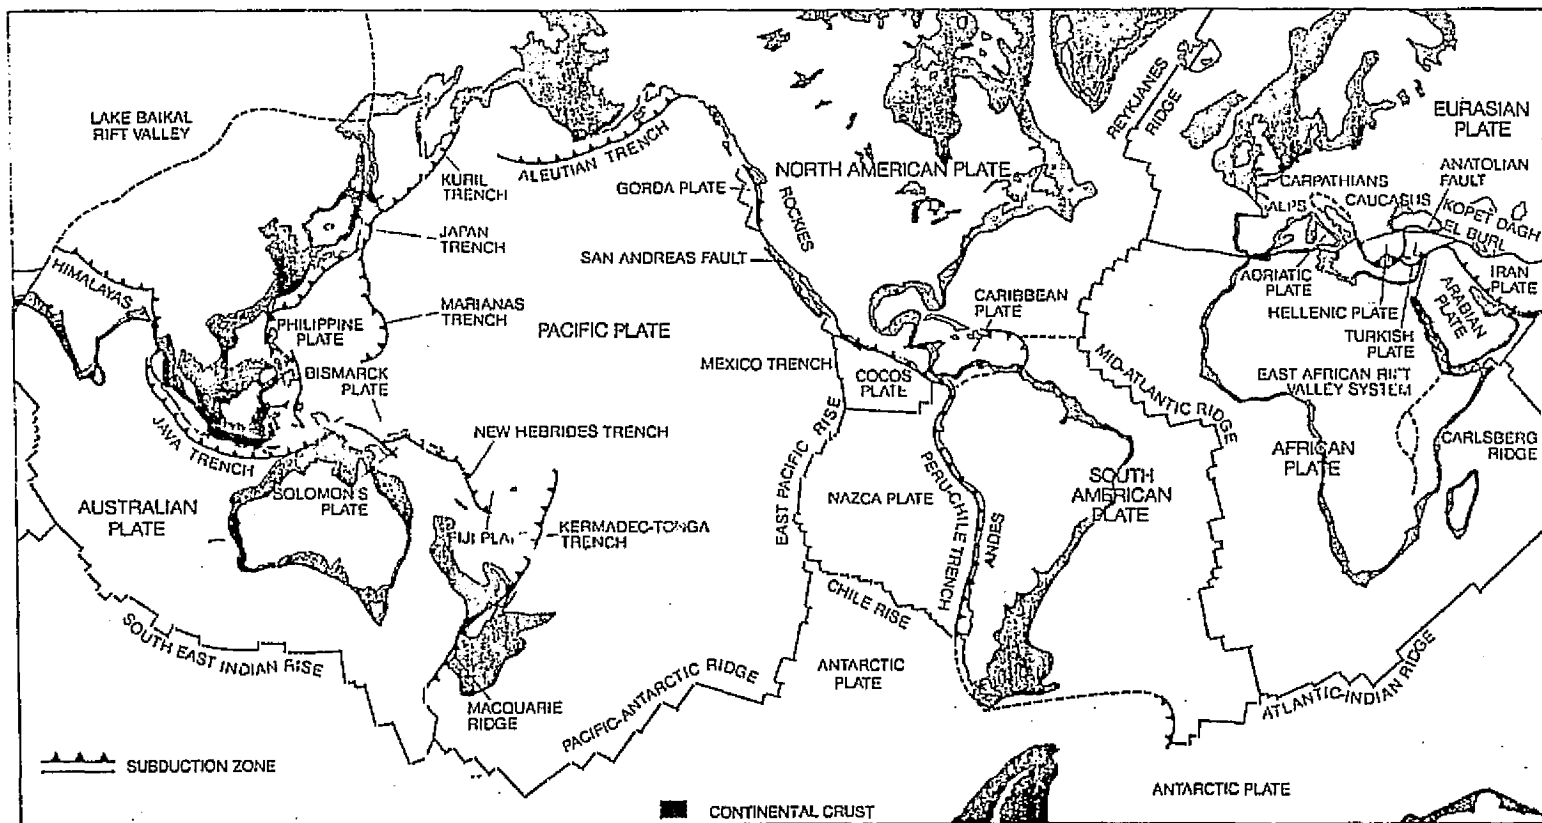 LAKE BAIKAL
RIFT VALLEY
HIMALAYAS
KURIL
TRENCH
ALEUTIAN TRENCH
JAPAN
TRENCH
MARIANAS
TRENCH
PHILIPPINE
PLATE
BISMARCK
PLATE
PACIFIC PLATE
JAVA TRENCH
NEW HEBRIDES TRENCH
AUSTRALIAN
PLATE
SOLOMONS
PLATE
KERMADEC-TONGA
TRENCH
SOUTH EAST INDIAN RISE
MACQUARIE
RIDGE
PACIFIC-ANTARCTIC RIDGE
GORDA PLATE
ROCKIES
SAN ANDREAS FAULT
NORTH AMERICAN PLATE
CARIBBEAN
PLATE
MEXICO TRENCH
COCOS
PLATE
EAST PACIFIC RISE
NAZCA PLATE
PERU-CHILE TRENCH
ANDES
SOUTH
AMERICAN
PLATE
CHILE RISE
ANTARCTIC
PLATE
REYKJANES
RIDGE
MID-ATLANTIC RIDGE
EURASIAN
PLATE
ANATOLIAN
FAULT
CARPATHIANS
ALPS
CAUCASUS
KOPET DAGH
ADRIATIC
PLATE
HELLENIC PLATE
TURKISH
PLATE
ARABIAN
PLATE
IRAN
PLATE
EAST AFRICAN RIFT
VALLEY SYSTEM
AFRICAN
PLATE
CARLSBERG
RIDGE
ATLANTIC-INDIAN RIDGE
ANTARCTIC PLATE
SUBDUCTION ZONE
CONTINENTAL CRUST